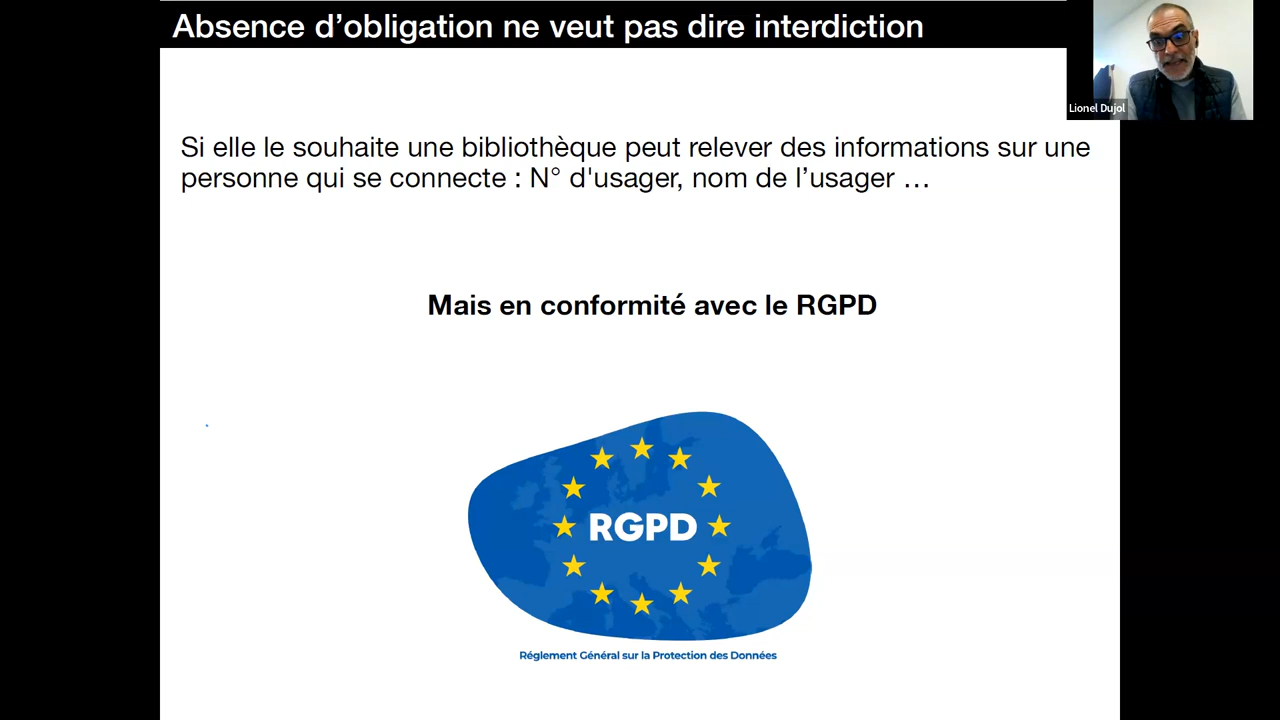 Absence d’obligation ne veut pas dire interdiction
Lionel Dujol
Si elle le souhaite une bibliothèque peut relever des informations sur une
personne qui se connecte : N° d'usager, nom de l’usager …
Mais en conformité avec le RGPD
RGPD
Réglement Général sur la Protection des Données